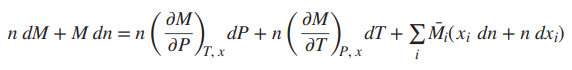 n dM + M dn = n (∂M/∂P)_{T, x} dP + n (∂M/∂T)_{P, x} dT + ∑_i M̄_i(x_i dn + n dx_i)